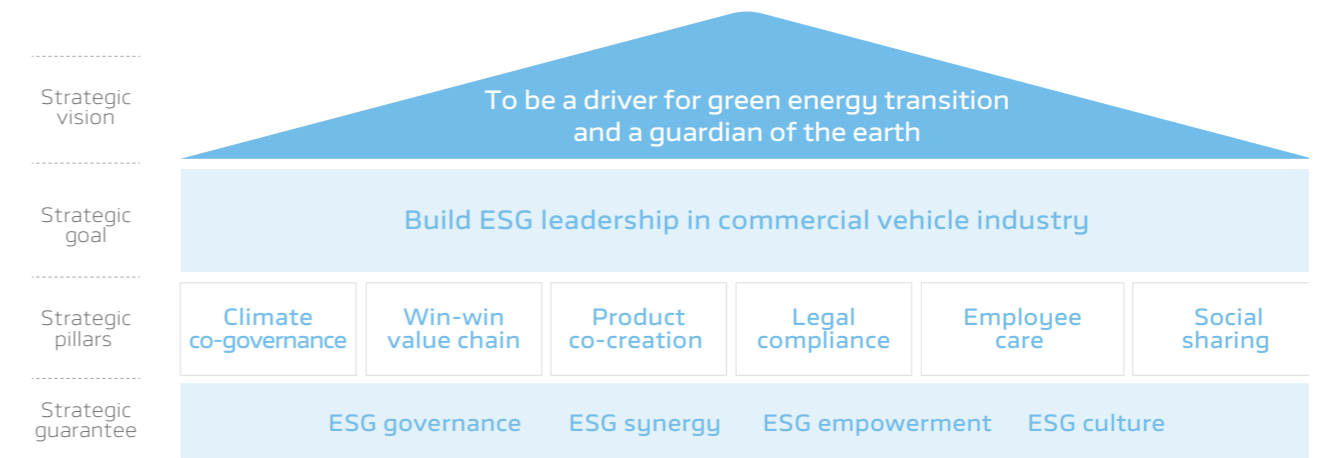 Strategic
vision
To be a driver for green energy transition
and a guardian of the earth
Strategic
goal
Build ESG leadership in commercial vehicle industry
Strategic
pillars
Climate
co-governance
Win-win
value chain
Product
co-creation
Legal
compliance
Employee
care
Social
sharing
Strategic
guarantee
ESG governance
ESG synergy
ESG empowerment
ESG culture